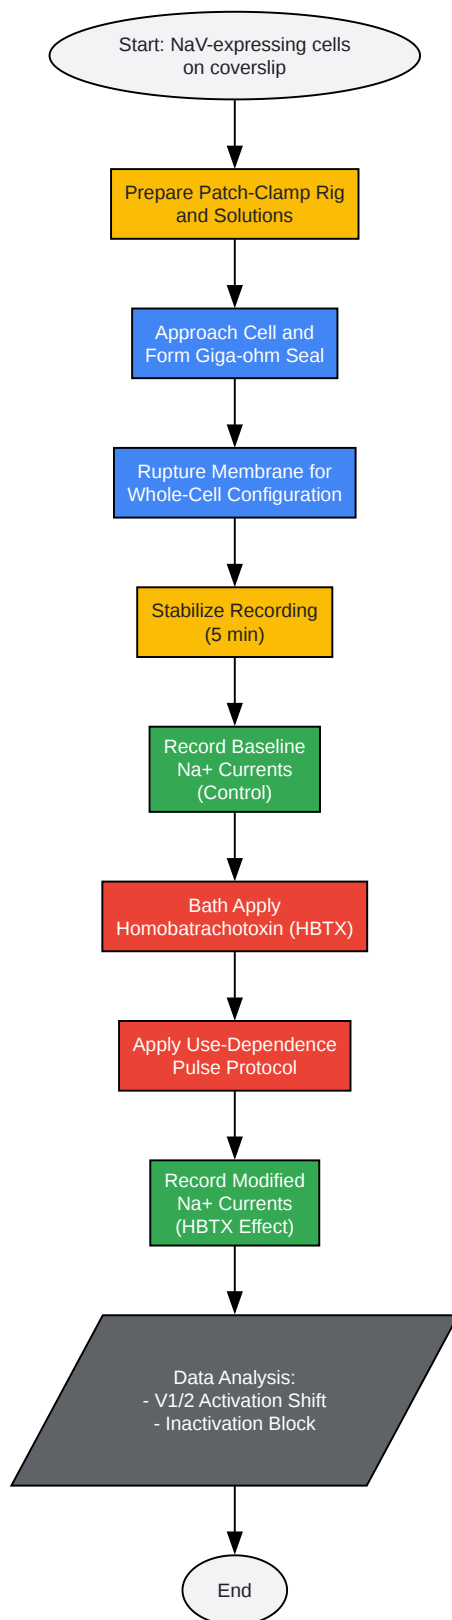 Start: NaV-expressing cells
on coverslip
Prepare Patch-Clamp Rig
and Solutions
Approach Cell and
Form Giga-ohm Seal
Rupture Membrane for
Whole-Cell Configuration
Stabilize Recording
(5 min)
Record Baseline
Na+ Currents
(Control)
Bath Apply
Homobatrachotoxin (HBTX)
Apply Use-Dependence
Pulse Protocol
Record Modified
Na+ Currents
(HBTX Effect)
Data Analysis:
- V1/2 Activation Shift
- Inactivation Block
End